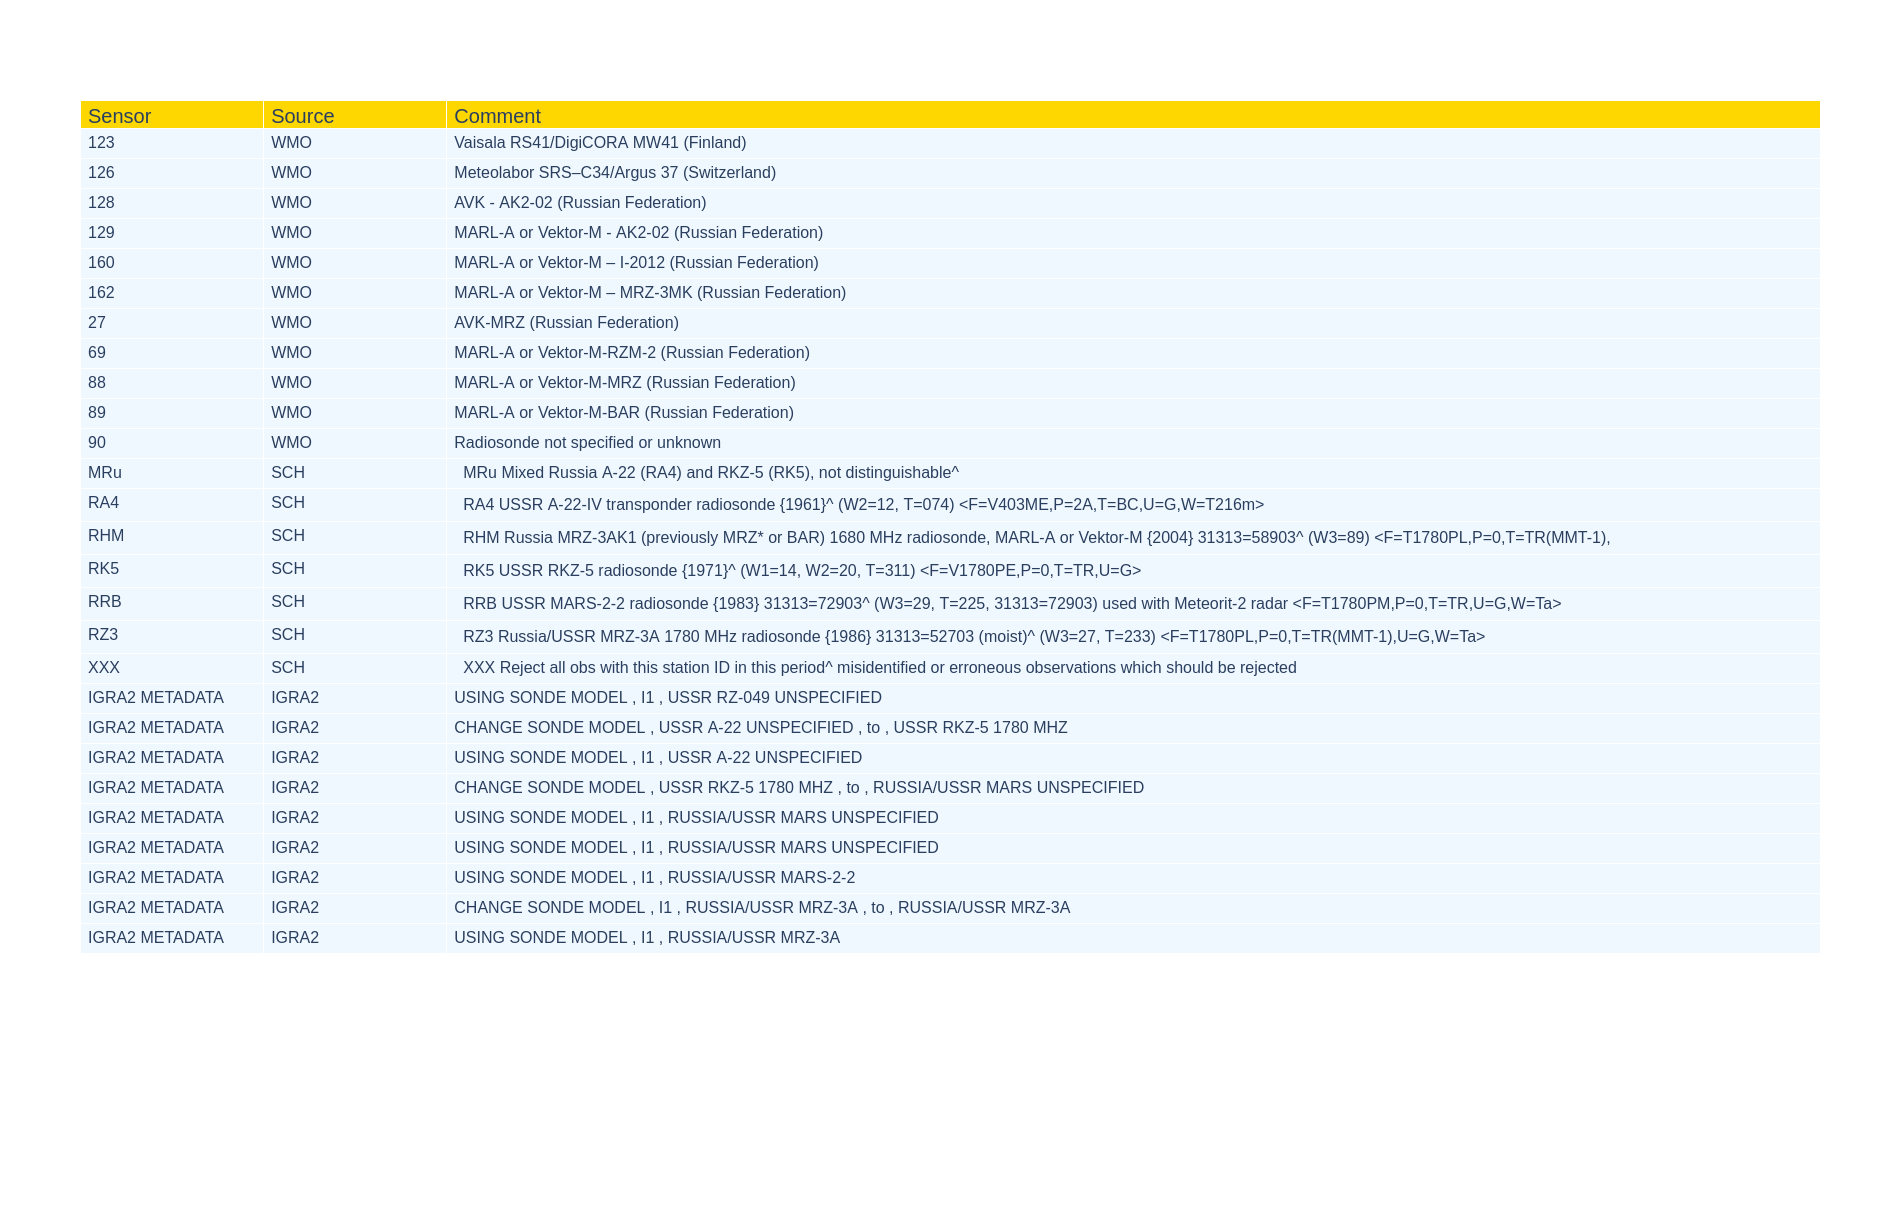 Sensor Source Comment
123 WMO Vaisala RS41/DigiCORA MW41 (Finland)
126 WMO Meteolabor SRS–C34/Argus 37 (Switzerland)
128 WMO AVK - AK2-02 (Russian Federation)
129 WMO MARL-A or Vektor-M - AK2-02 (Russian Federation)
160 WMO MARL-A or Vektor-M – I-2012 (Russian Federation)
162 WMO MARL-A or Vektor-M – MRZ-3MK (Russian Federation)
27 WMO AVK-MRZ (Russian Federation)
69 WMO MARL-A or Vektor-M-RZM-2 (Russian Federation)
88 WMO MARL-A or Vektor-M-MRZ (Russian Federation)
89 WMO MARL-A or Vektor-M-BAR (Russian Federation)
90 WMO Radiosonde not specified or unknown
MRu SCH MRu Mixed Russia A-22 (RA4) and RKZ-5 (RK5), not distinguishable^
RA4 SCH RA4 USSR A-22-IV transponder radiosonde {1961}^ (W2=12, T=074) <F=V403ME,P=2A,T=BC,U=G,W=T216m>
RHM SCH RHM Russia MRZ-3AK1 (previously MRZ* or BAR) 1680 MHz radiosonde, MARL-A or Vektor-M {2004} 31313=58903^ (W3=89) <F=T1780PL,P=0,T=TR(MMT-1),
RK5 SCH RK5 USSR RKZ-5 radiosonde {1971}^ (W1=14, W2=20, T=311) <F=V1780PE,P=0,T=TR,U=G>
RRB SCH RRB USSR MARS-2-2 radiosonde {1983} 31313=72903^ (W3=29, T=225, 31313=72903) used with Meteorit-2 radar <F=T1780PM,P=0,T=TR,U=G,W=Ta>
RZ3 SCH RZ3 Russia/USSR MRZ-3A 1780 MHz radiosonde {1986} 31313=52703 (moist)^ (W3=27, T=233) <F=T1780PL,P=0,T=TR(MMT-1),U=G,W=Ta>
XXX SCH XXX Reject all obs with this station ID in this period^ misidentified or erroneous observations which should be rejected
IGRA2 METADATA IGRA2 USING SONDE MODEL , I1 , USSR RZ-049 UNSPECIFIED
IGRA2 METADATA IGRA2 CHANGE SONDE MODEL , USSR A-22 UNSPECIFIED , to , USSR RKZ-5 1780 MHZ
IGRA2 METADATA IGRA2 USING SONDE MODEL , I1 , USSR A-22 UNSPECIFIED
IGRA2 METADATA IGRA2 CHANGE SONDE MODEL , USSR RKZ-5 1780 MHZ , to , RUSSIA/USSR MARS UNSPECIFIED
IGRA2 METADATA IGRA2 USING SONDE MODEL , I1 , RUSSIA/USSR MARS UNSPECIFIED
IGRA2 METADATA IGRA2 USING SONDE MODEL , I1 , RUSSIA/USSR MARS UNSPECIFIED
IGRA2 METADATA IGRA2 USING SONDE MODEL , I1 , RUSSIA/USSR MARS-2-2
IGRA2 METADATA IGRA2 CHANGE SONDE MODEL , I1 , RUSSIA/USSR MRZ-3A , to , RUSSIA/USSR MRZ-3A
IGRA2 METADATA IGRA2 USING SONDE MODEL , I1 , RUSSIA/USSR MRZ-3A